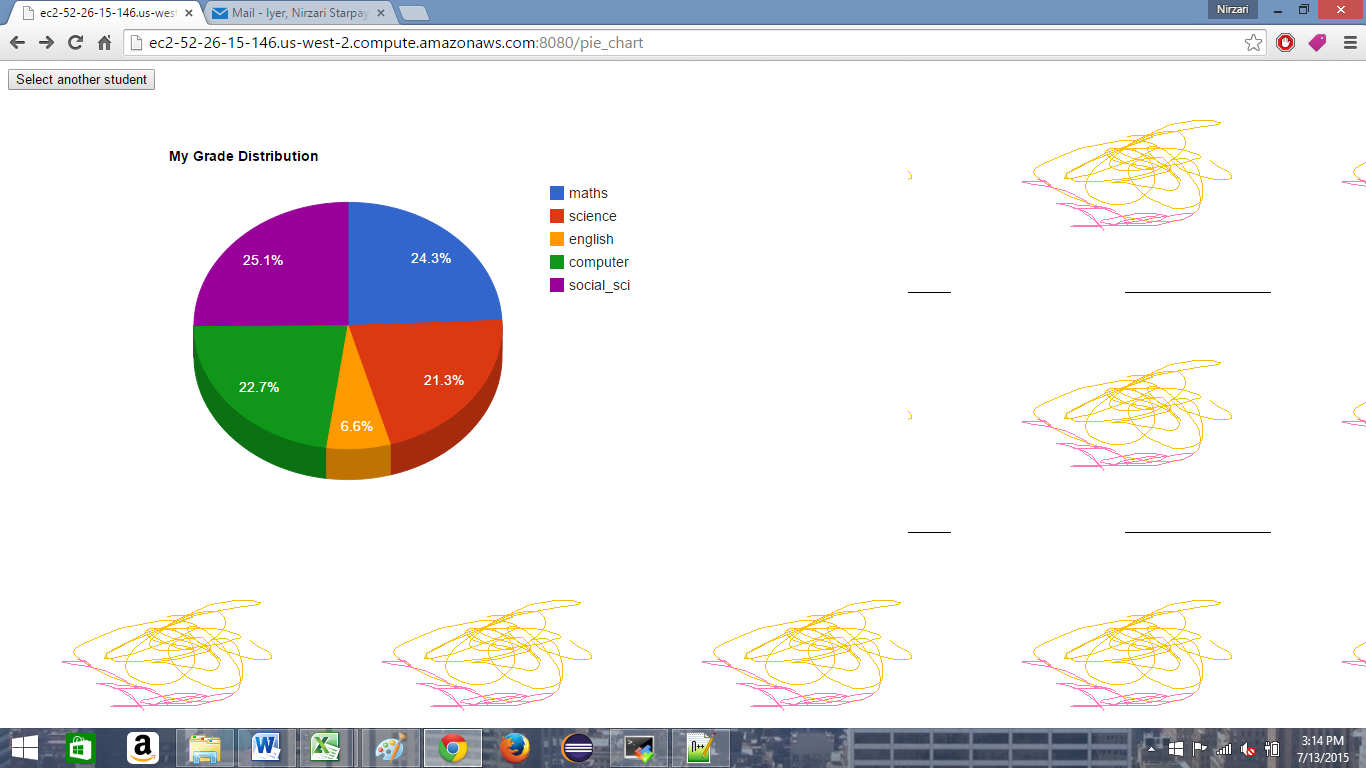 ec2-52-26-15-146.us-west
Mail - Iyer, Nirzari Starpay
Nirzari
ec2-52-26-15-146.us-west-2.compute.amazonaws.com:8080/pie_chart
Select another student
My Grade Distribution
maths
science
english
computer
social_sci
25.1%
24.3%
22.7%
21.3%
6.6%
3:14 PM
7/13/2015